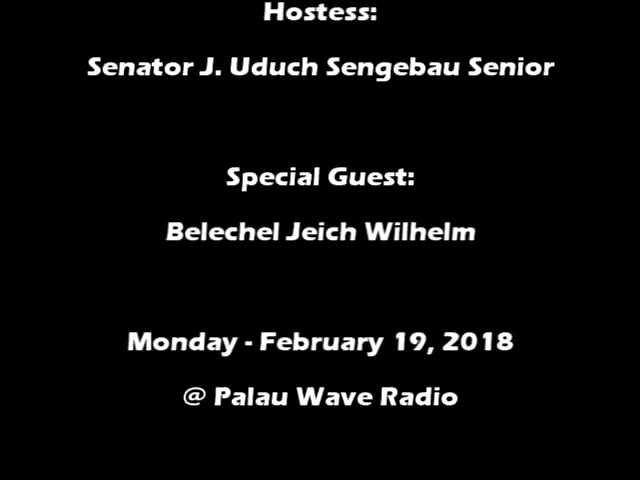 Hostess:
Senator J. Uduch Sengebau Senior
Special Guest:
Belechel Jeich Wilhelm
Monday - February 19, 2018
@ Palau Wave Radio